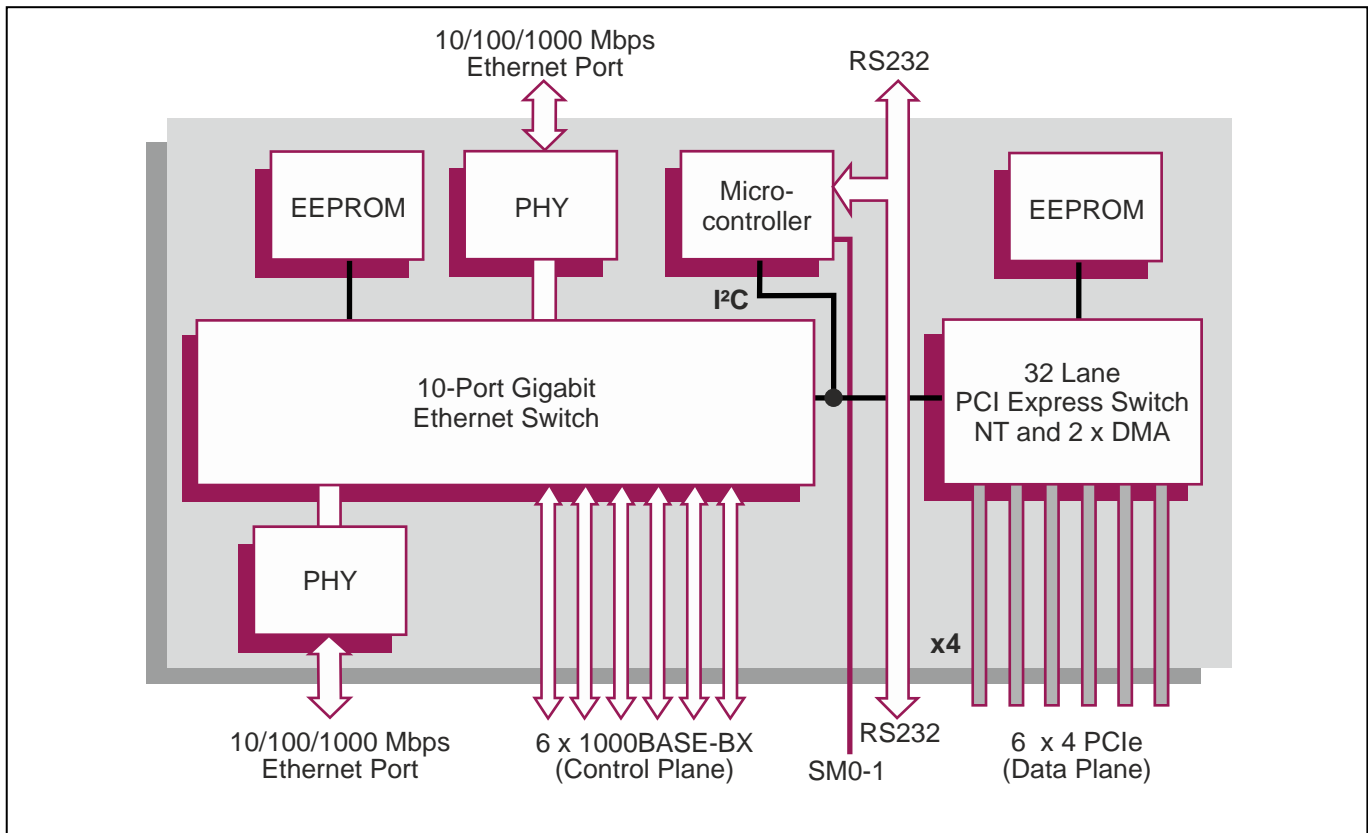 10/100/1000 Mbps
Ethernet Port
RS232
EEPROM
PHY
Micro-
controller
EEPROM
I²C
10-Port Gigabit
Ethernet Switch
32 Lane
PCI Express Switch
NT and 2 x DMA
PHY
x4
10/100/1000 Mbps
Ethernet Port
6 x 1000BASE-BX
(Control Plane)
RS232
SM0-1
6 x 4 PCIe
(Data Plane)